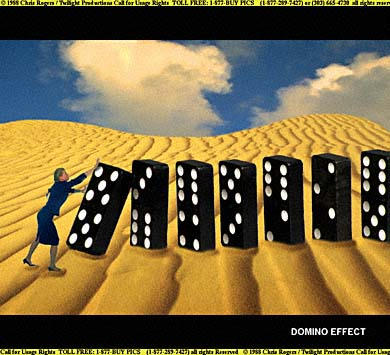 © 1998 Chris Rogers / Twilight Productions Call for Usage Rights TOLL FREE: 1-877-BUY PICS (1-877-289-7427) or (303) 665-4720 all rights reserv
DOMINO EFFECT
Call for Usage Rights TOLL FREE: 1-877-BUY PICS (1-877-289-7427) all rights Reserved © 1998 Chris Rogers / Twilight Productions Call for Usage Rights